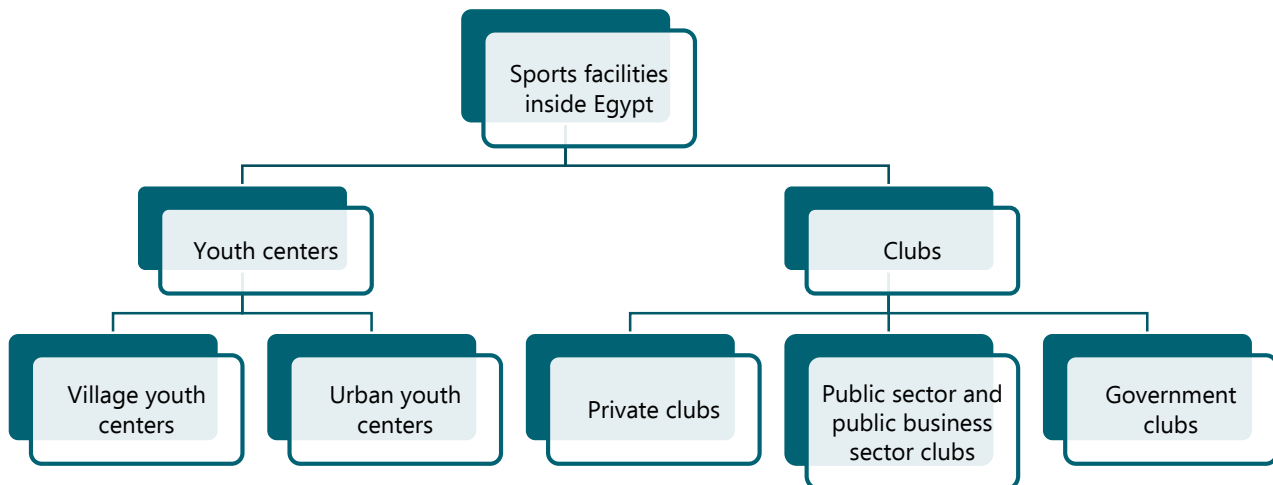 Sports facilities
inside Egypt
Youth centers
Clubs
Village youth
centers
Urban youth
centers
Private clubs
Public sector and
public business
sector clubs
Government
clubs